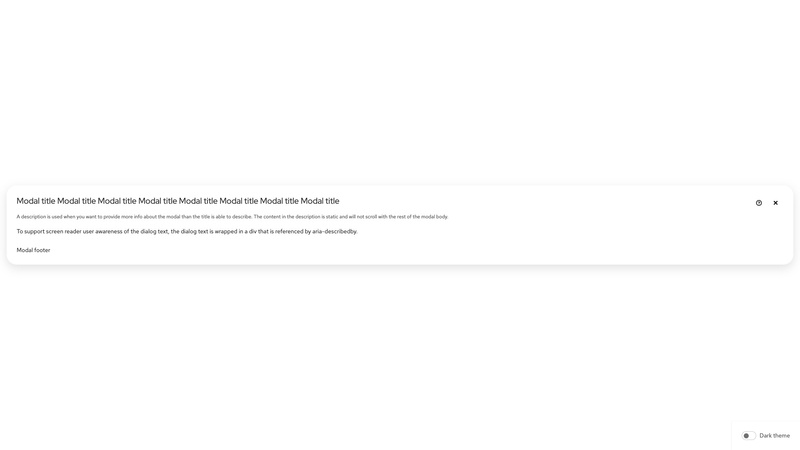 Modal title Modal title Modal title Modal title Modal title Modal title Modal title Modal title
A description is used when you want to provide more info about the modal than the title is able to describe. The content in the description is static and will not scroll with the rest of the modal body.
To support screen reader user awareness of the dialog text, the dialog text is wrapped in a div that is referenced by aria-describedby.
Modal footer
Dark theme